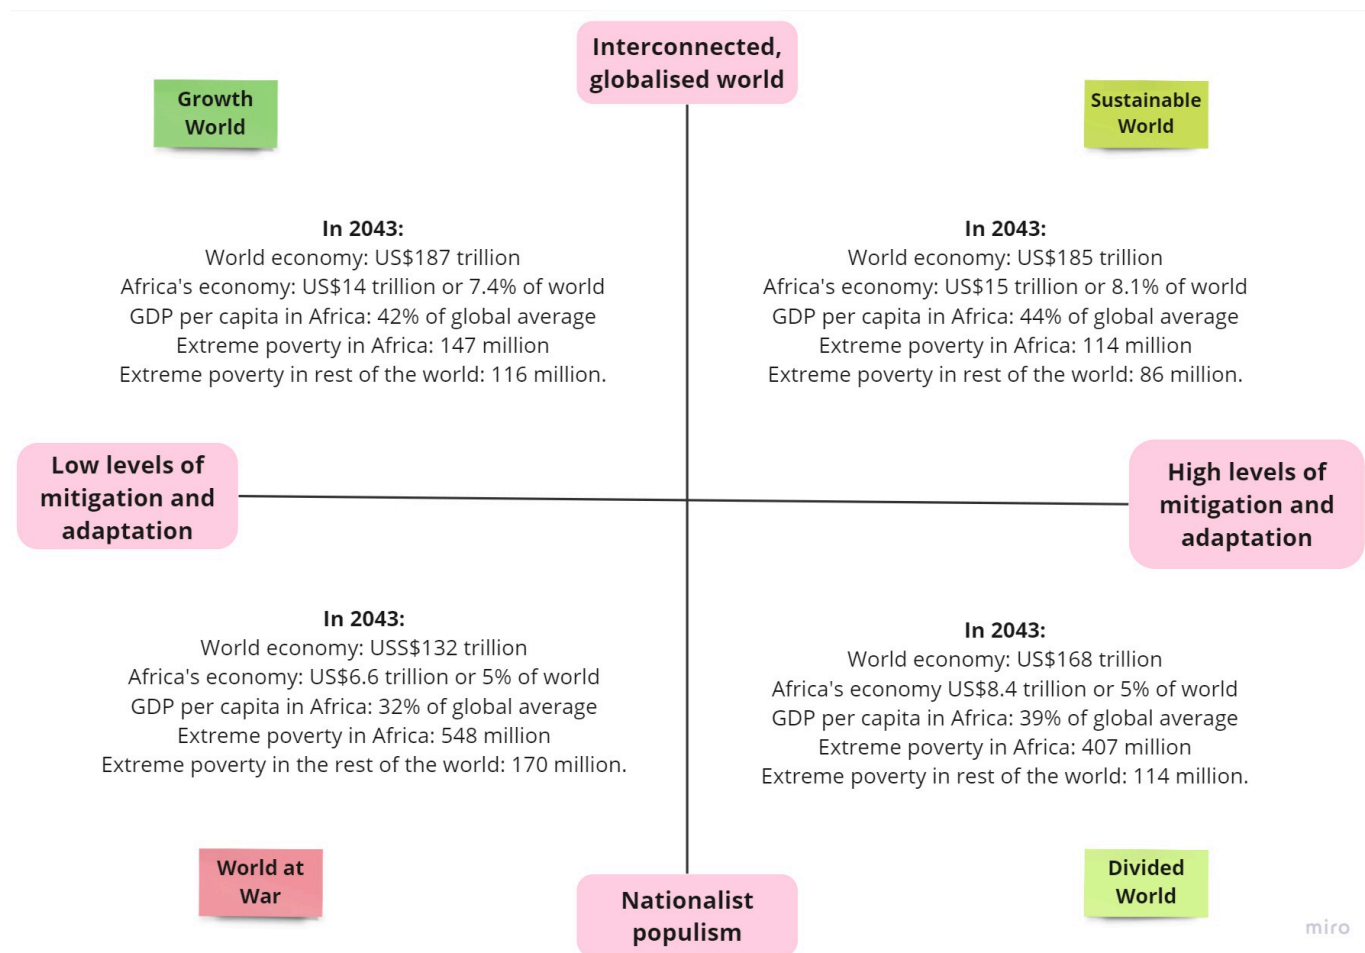 Interconnected,
globalised world
Growth
World
Sustainable
World
In 2043:
World economy: US$187 trillion
Africa's economy: US$14 trillion or 7.4% of world
GDP per capita in Africa: 42% of global average
Extreme poverty in Africa: 147 million
Extreme poverty in rest of the world: 116 million.
In 2043:
World economy: US$185 trillion
Africa's economy: US$15 trillion or 8.1% of world
GDP per capita in Africa: 44% of global average
Extreme poverty in Africa: 114 million
Extreme poverty in rest of the world: 86 million.
Low levels of
mitigation and
adaptation
High levels of
mitigation and
adaptation
In 2043:
World economy: USS$132 trillion
Africa's economy: US$6.6 trillion or 5% of world
GDP per capita in Africa: 32% of global average
Extreme poverty in Africa: 548 million
Extreme poverty in the rest of the world: 170 million.
In 2043:
World economy: US$168 trillion
Africa's economy US$8.4 trillion or 5% of world
GDP per capita in Africa: 39% of global average
Extreme poverty in Africa: 407 million
Extreme poverty in rest of the world: 114 million.
World at
War
Nationalist
populism
Divided
World
miro